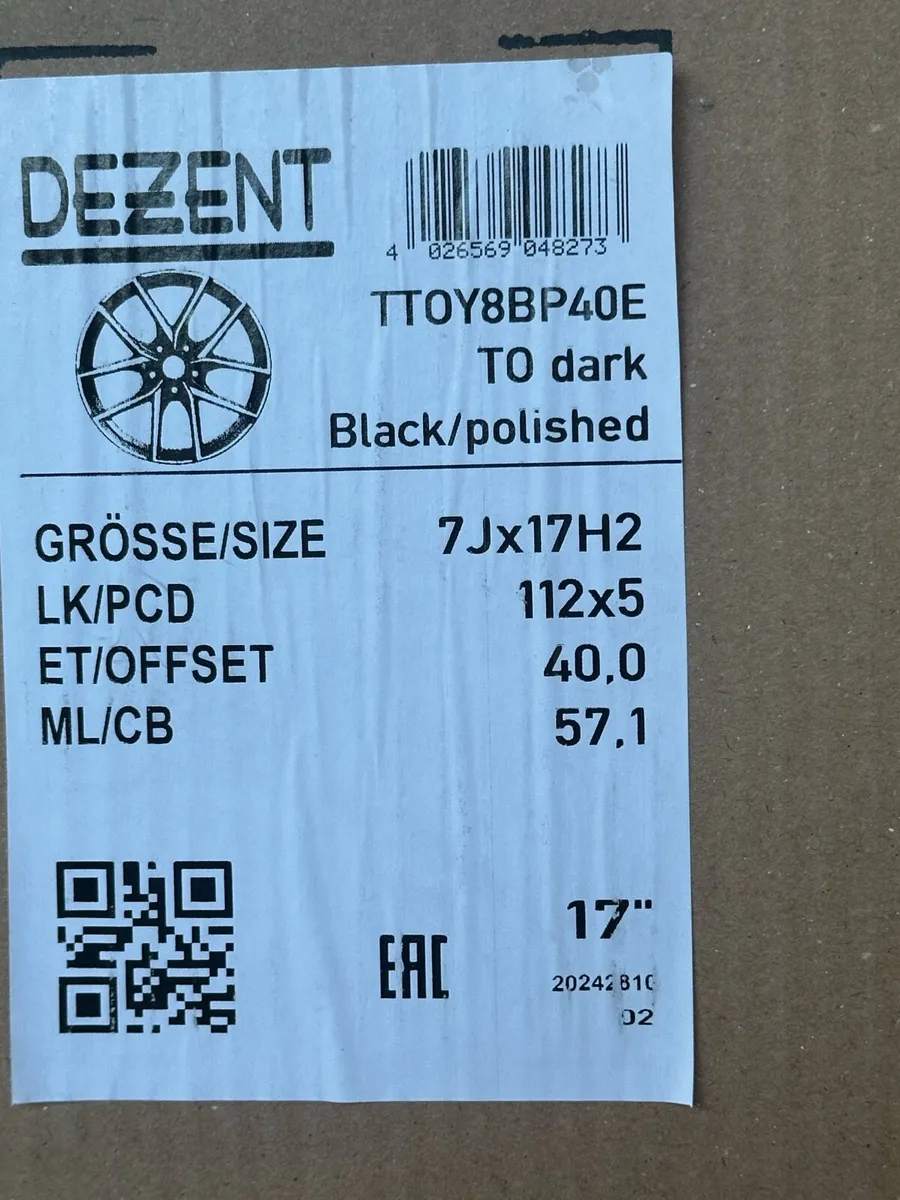 DEZENT
4 026569 048273
TTOY8BP40E
TO dark
Black/polished
GRÖSSE/SIZE 7Jx17H2
LK/PCD 112x5
ET/OFFSET 40,0
ML/CB 57,1
EAC
17"
02